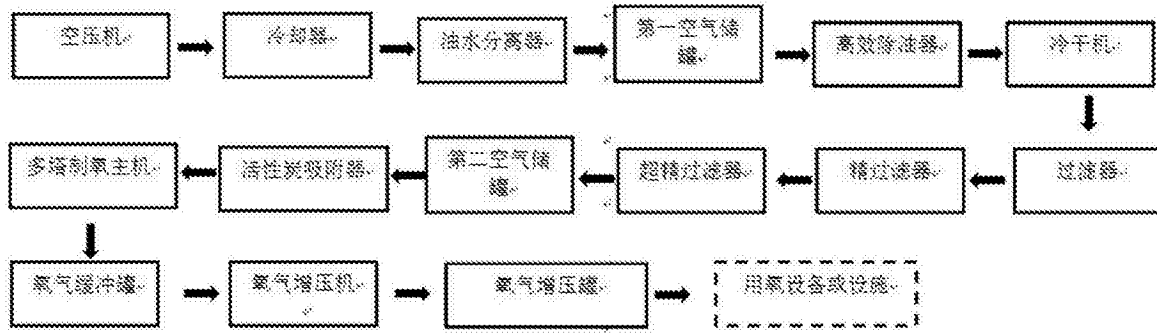 空压机
冷却器
油水分离器
第一空气储
罐
高效除油器
冷干机
多塔制氧主机
活性炭吸附器
第二空气储
罐
超精过滤器
精过滤器
过滤器
氧气缓冲罐
氧气增压机
氧气增压罐
用氧设备或设施